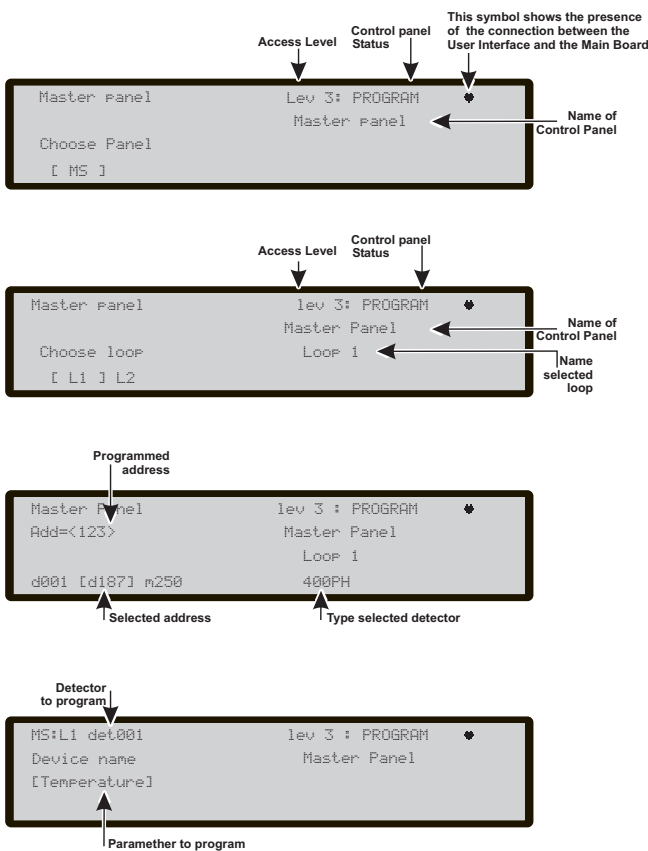 This symbol shows the presence
of the connection between the
User Interface and the Main Board
Access Level
Control panel
Status
Master panel Lev 3: PROGRAM
Master panel
Name of
Control Panel
Choose Panel
[ MS ]
Access Level
Control panel
Status
Master panel lev 3: PROGRAM
Master Panel
Name of
Control Panel
Choose loop Loop 1
Name
selected
loop
[ L1 ] L2
Programmed
address
Master Panel lev 3 : PROGRAM
Add=<123> Master Panel
Loop 1
d001 [d187] m250 400PH
Selected address
Type selected detector
Detector
to program
MS:L1 det001 lev 3 : PROGRAM
Device name Master Panel
[Temperature]
Paramether to program